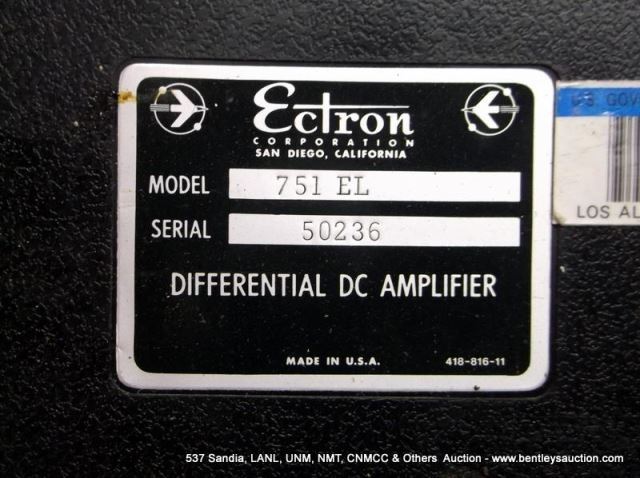 Ectron
CORPORATION
SAN DIEGO, CALIFORNIA
MODEL 751 EL
SERIAL 50236
DIFFERENTIAL DC AMPLIFIER
MADE IN U.S.A. 418-816-11
U.S. GOV
LOS AL
537 Sandia, LANL, UNM, NMT, CNMCC & Others Auction - www.bentleysauction.com